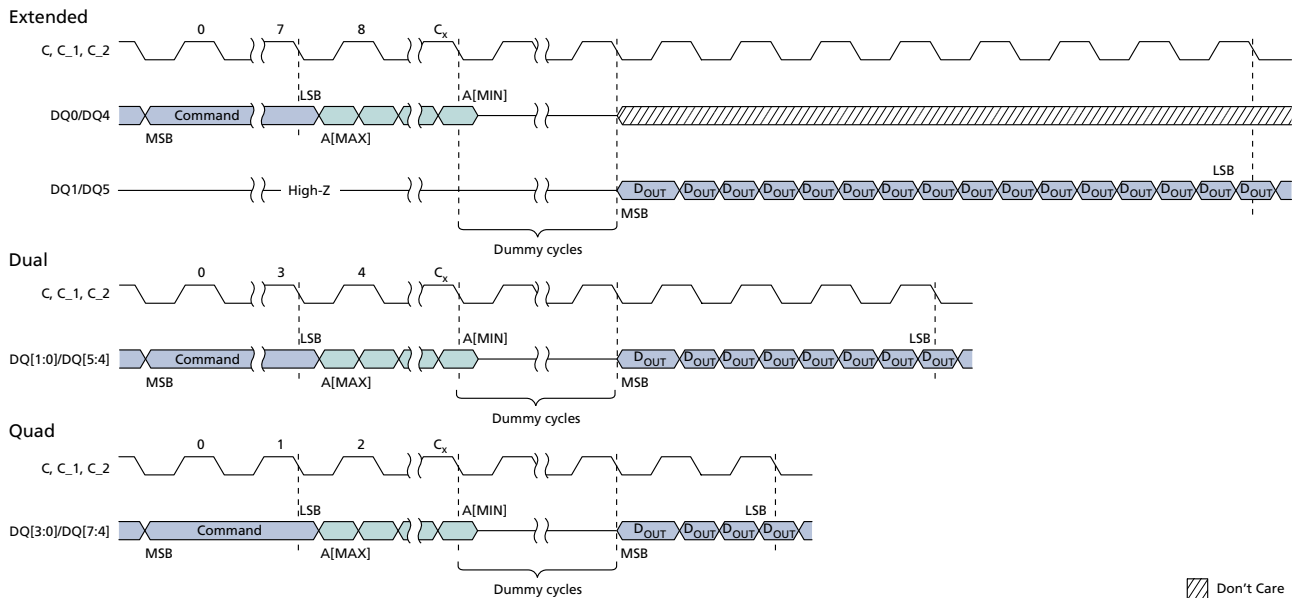 Extended
0 7 8 Cx
C, C_1, C_2
LSB A[MIN]
DQ0/DQ4 Command
MSB A[MAX]
LSB
DQ1/DQ5 High-Z DOUT DOUT DOUT DOUT DOUT DOUT DOUT DOUT DOUT DOUT DOUT DOUT DOUT DOUT DOUT DOUT
MSB
Dummy cycles
Dual
0 3 4 Cx
C, C_1, C_2
LSB A[MIN] LSB
DQ[1:0]/DQ[5:4] Command DOUT DOUT DOUT DOUT DOUT DOUT DOUT DOUT
MSB A[MAX] MSB
Dummy cycles
Quad
0 1 2 Cx
C, C_1, C_2
LSB A[MIN] LSB
DQ[3:0]/DQ[7:4] Command DOUT DOUT DOUT DOUT
MSB A[MAX] MSB
Dummy cycles
Don't Care